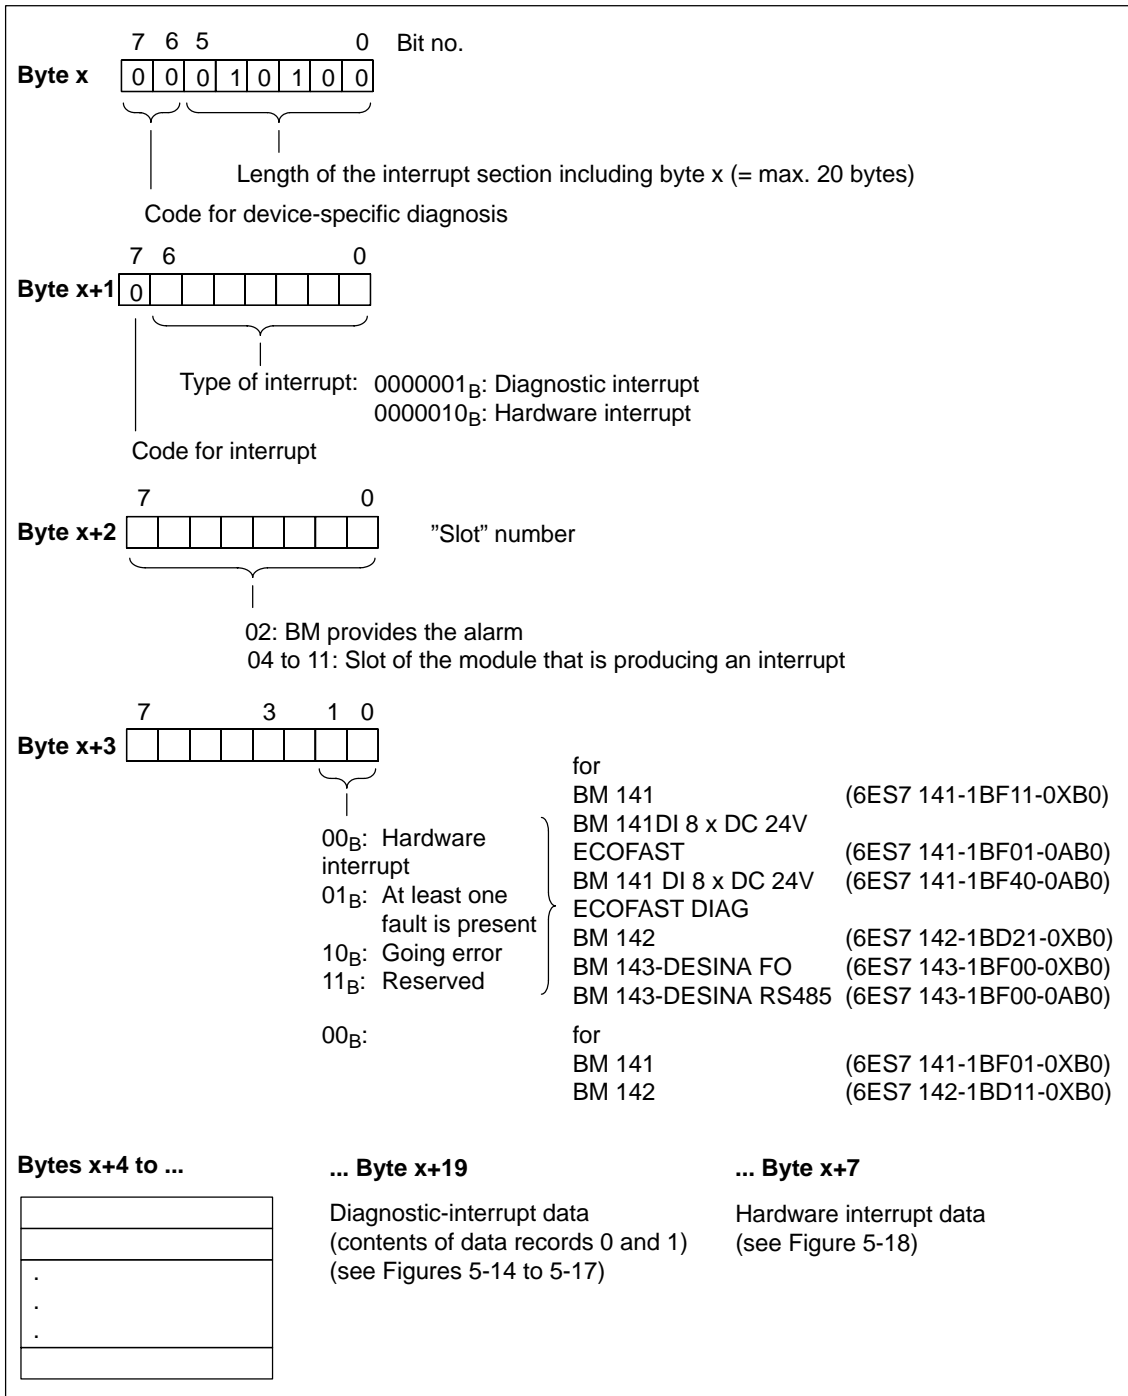 7 6 5 0 Bit no.
Byte x 0 0 0 1 0 1 0 0
Length of the interrupt section including byte x (= max. 20 bytes)
Code for device-specific diagnosis
7 6 0
Byte x+1 0
Type of interrupt: 0000001B: Diagnostic interrupt
0000010B: Hardware interrupt
Code for interrupt
7 0
Byte x+2 ”Slot” number
02: BM provides the alarm
04 to 11: Slot of the module that is producing an interrupt
7 3 1 0
Byte x+3
00B: Hardware
interrupt
01B: At least one
fault is present
10B: Going error
11B: Reserved
for
BM 141 (6ES7 141-1BF11-0XB0)
BM 141DI 8 x DC 24V
ECOFAST (6ES7 141-1BF01-0AB0)
BM 141 DI 8 x DC 24V (6ES7 141-1BF40-0AB0)
ECOFAST DIAG
BM 142 (6ES7 142-1BD21-0XB0)
BM 143-DESINA FO (6ES7 143-1BF00-0XB0)
BM 143-DESINA RS485 (6ES7 143-1BF00-0AB0)
00B: for
BM 141 (6ES7 141-1BF01-0XB0)
BM 142 (6ES7 142-1BD11-0XB0)
Bytes x+4 to ...
.
.
.
... Byte x+19
Diagnostic-interrupt data
(contents of data records 0 and 1)
(see Figures 5-14 to 5-17)
... Byte x+7
Hardware interrupt data
(see Figure 5-18)